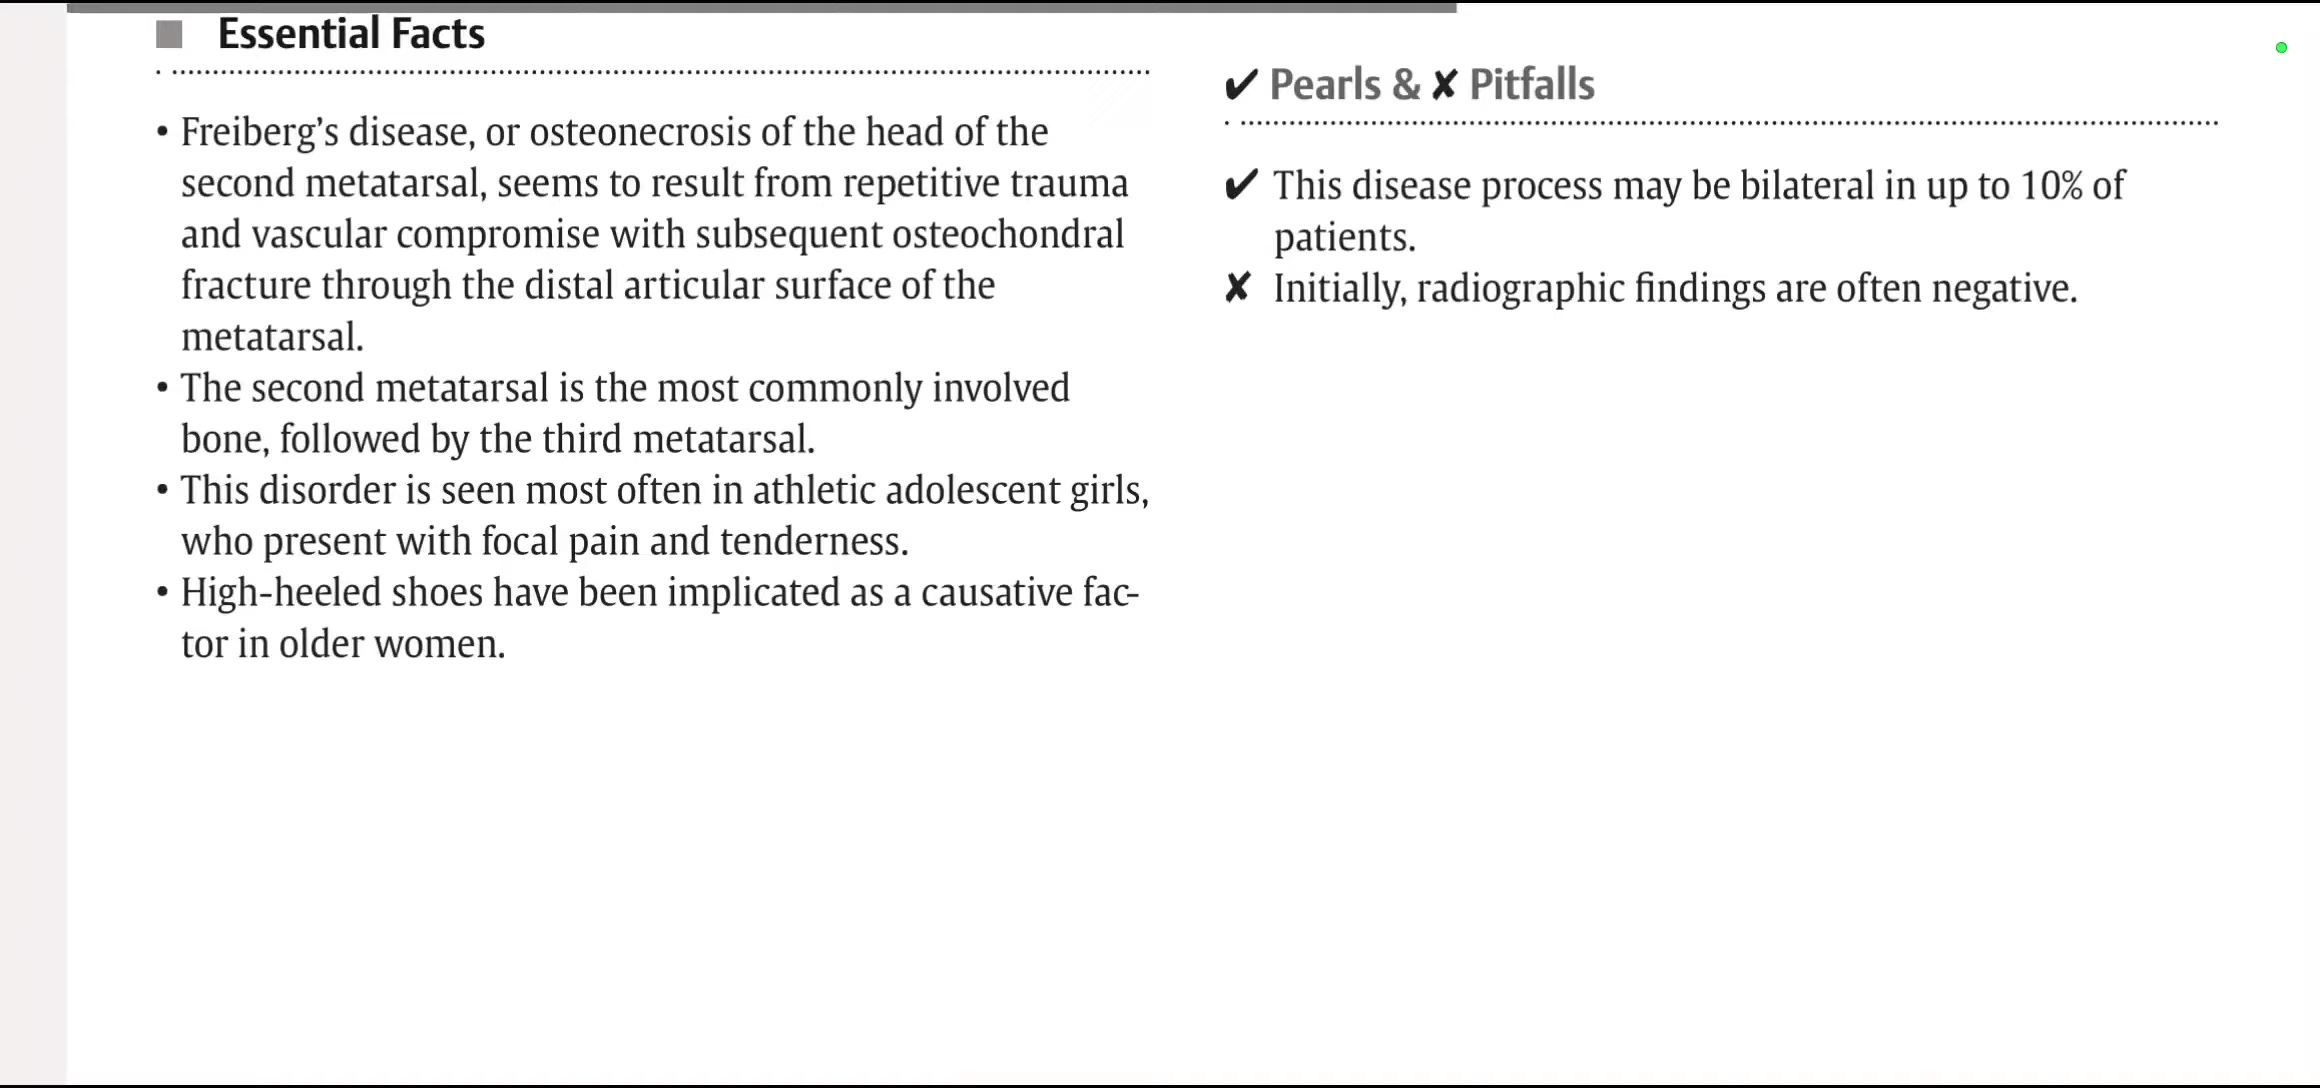 ■ Essential Facts
• Freiberg’s disease, or osteonecrosis of the head of the
second metatarsal, seems to result from repetitive trauma
and vascular compromise with subsequent osteochondral
fracture through the distal articular surface of the
metatarsal.
• The second metatarsal is the most commonly involved
bone, followed by the third metatarsal.
• This disorder is seen most often in athletic adolescent girls,
who present with focal pain and tenderness.
• High-heeled shoes have been implicated as a causative fac-
tor in older women.
✔ Pearls & ✘ Pitfalls
✔ This disease process may be bilateral in up to 10% of
patients.
✘ Initially, radiographic findings are often negative.